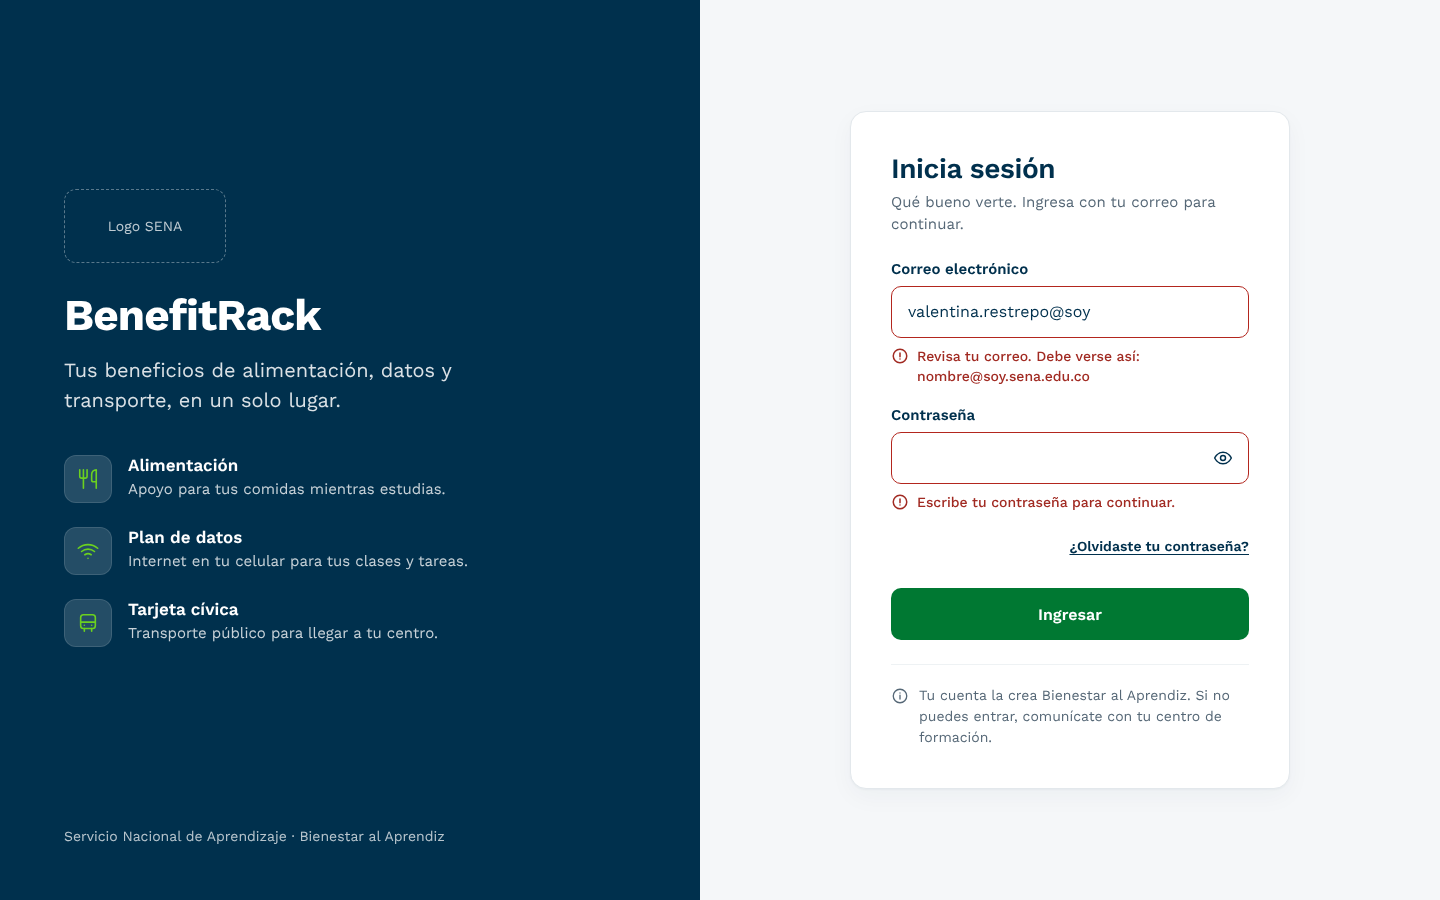 Logo SENA
BenefitRack
Tus beneficios de alimentación, datos y
transporte, en un solo lugar.
Alimentación
Apoyo para tus comidas mientras estudias.
Plan de datos
Internet en tu celular para tus clases y tareas.
Tarjeta cívica
Transporte público para llegar a tu centro.
Servicio Nacional de Aprendizaje · Bienestar al Aprendiz
Inicia sesión
Qué bueno verte. Ingresa con tu correo para
continuar.
Correo electrónico
valentina.restrepo@soy
Revisa tu correo. Debe verse así:
nombre@soy.sena.edu.co
Contraseña
Escribe tu contraseña para continuar.
¿Olvidaste tu contraseña?
Ingresar
Tu cuenta la crea Bienestar al Aprendiz. Si no
puedes entrar, comunícate con tu centro de
formación.